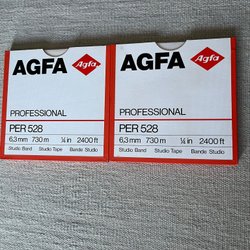 AGFA Agfa
PROFESSIONAL
PER 528
6,3 mm 730 m ¼ in 2400 ft
Studio Band Studio Tape Bande Studio
AGFA Agfa
PROFESSIONAL
PER 528
6,3 mm 730 m ¼ in 2400 ft
Studio Band Studio Tape Bande Studio